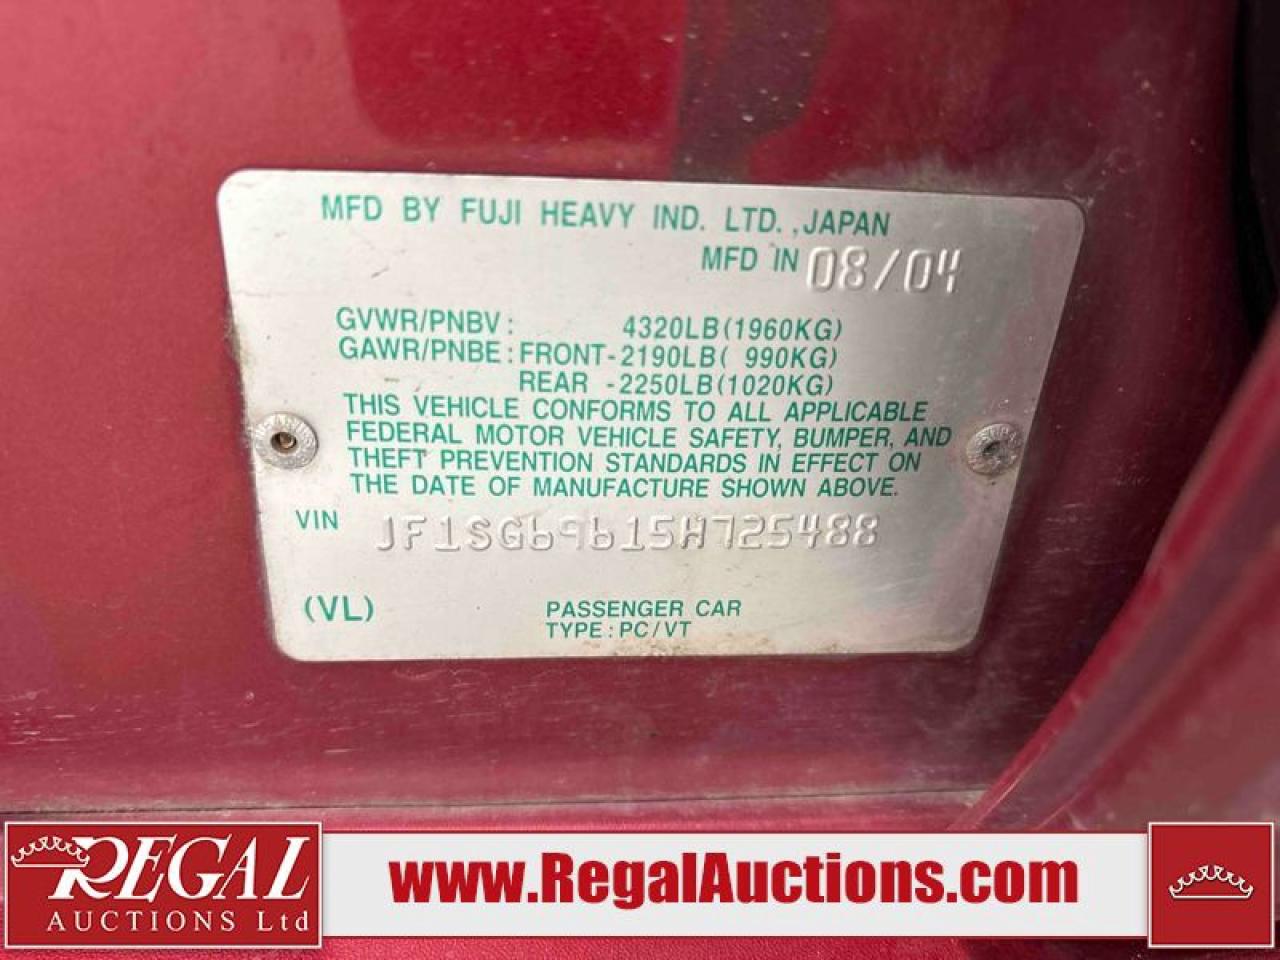 MFD BY FUJI HEAVY IND. LTD.,JAPAN
MFD IN 08/04
GVWR/PNBV: 4320LB(1960KG)
GAWR/PNBE:FRONT-2190LB( 990KG)
REAR -2250LB(1020KG)
THIS VEHICLE CONFORMS TO ALL APPLICABLE
FEDERAL MOTOR VEHICLE SAFETY, BUMPER, AND
THEFT PREVENTION STANDARDS IN EFFECT ON
THE DATE OF MANUFACTURE SHOWN ABOVE.
VIN JF1SG69615H725488
(VL) PASSENGER CAR
TYPE:PC/VT
REGAL
AUCTIONS Ltd
www.RegalAuctions.com